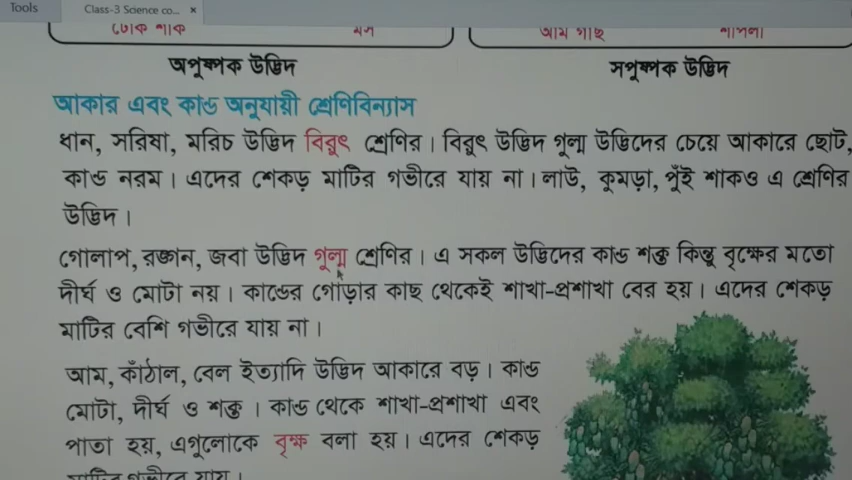 Tools
Class-3 Science co... ×
ঢেঁকি শাক
মস
আম গাছ
শাপলা
অপুষ্পক উদ্ভিদ
সপুষ্পক উদ্ভিদ
আকার এবং কান্ড অনুযায়ী শ্রেণিবিন্যাস
ধান, সরিষা, মরিচ উদ্ভিদ বিরুৎ শ্রেণির। বিরুৎ উদ্ভিদ গুল্ম উদ্ভিদের চেয়ে আকারে ছোট,
কান্ড নরম। এদের শেকড় মাটির গভীরে যায় না। লাউ, কুমড়া, পুঁই শাকও এ শ্রেণির
উদ্ভিদ।
গোলাপ, রঙ্গন, জবা উদ্ভিদ গুল্ম শ্রেণির। এ সকল উদ্ভিদের কান্ড শক্ত কিন্তু বৃক্ষের মতো
দীর্ঘ ও মোটা নয়। কান্ডের গোড়ার কাছ থেকেই শাখা-প্রশাখা বের হয়। এদের শেকড়
মাটির বেশি গভীরে যায় না।
আম, কাঁঠাল, বেল ইত্যাদি উদ্ভিদ আকারে বড়। কান্ড
মোটা, দীর্ঘ ও শক্ত। কান্ড থেকে শাখা-প্রশাখা এবং
পাতা হয়, এগুলোকে বৃক্ষ বলা হয়। এদের শেকড়
মাটির গভীরে যায়।